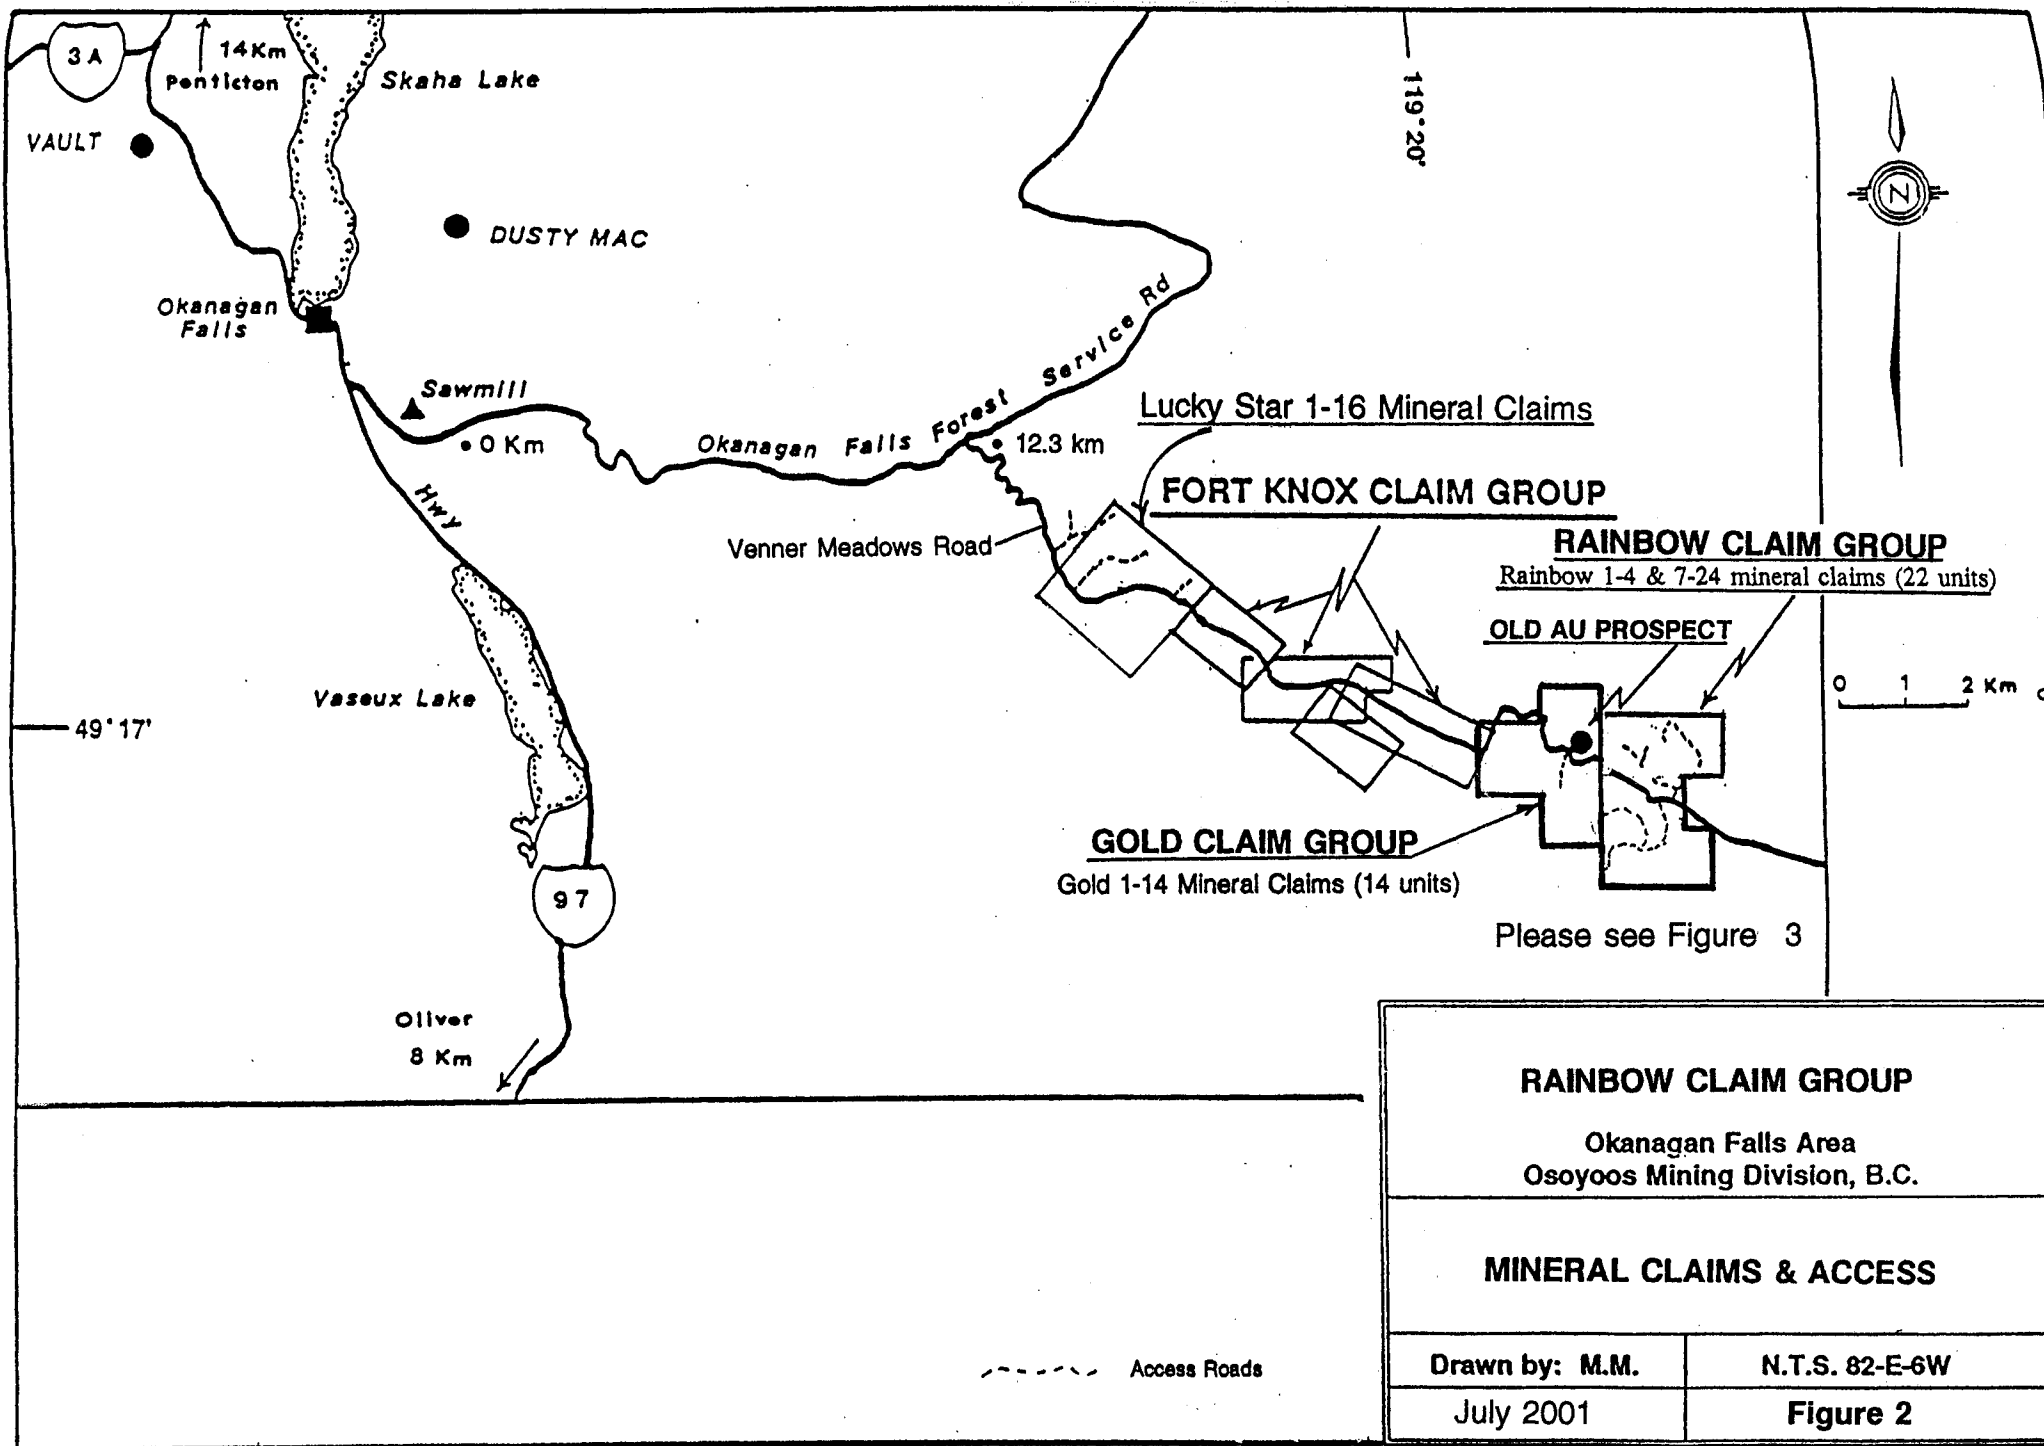 3A
14Km
Penticton
Skaha Lake
119°20'
VAULT
DUSTY MAC
N
Okanagan
Falls
Sawmill
0 Km
Okanagan Falls Forest Service Rd
12.3 km
Lucky Star 1-16 Mineral Claims
FORT KNOX CLAIM GROUP
Hwy
Venner Meadows Road
RAINBOW CLAIM GROUP
Rainbow 1-4 & 7-24 mineral claims (22 units)
OLD AU PROSPECT
Vaseux Lake
0 1 2 Km
49°17'
GOLD CLAIM GROUP
Gold 1-14 Mineral Claims (14 units)
97
Please see Figure 3
Oliver
8 Km
RAINBOW CLAIM GROUP
Okanagan Falls Area
Osoyoos Mining Division, B.C.
MINERAL CLAIMS & ACCESS
Access Roads
Drawn by: M.M.
N.T.S. 82-E-6W
July 2001
Figure 2